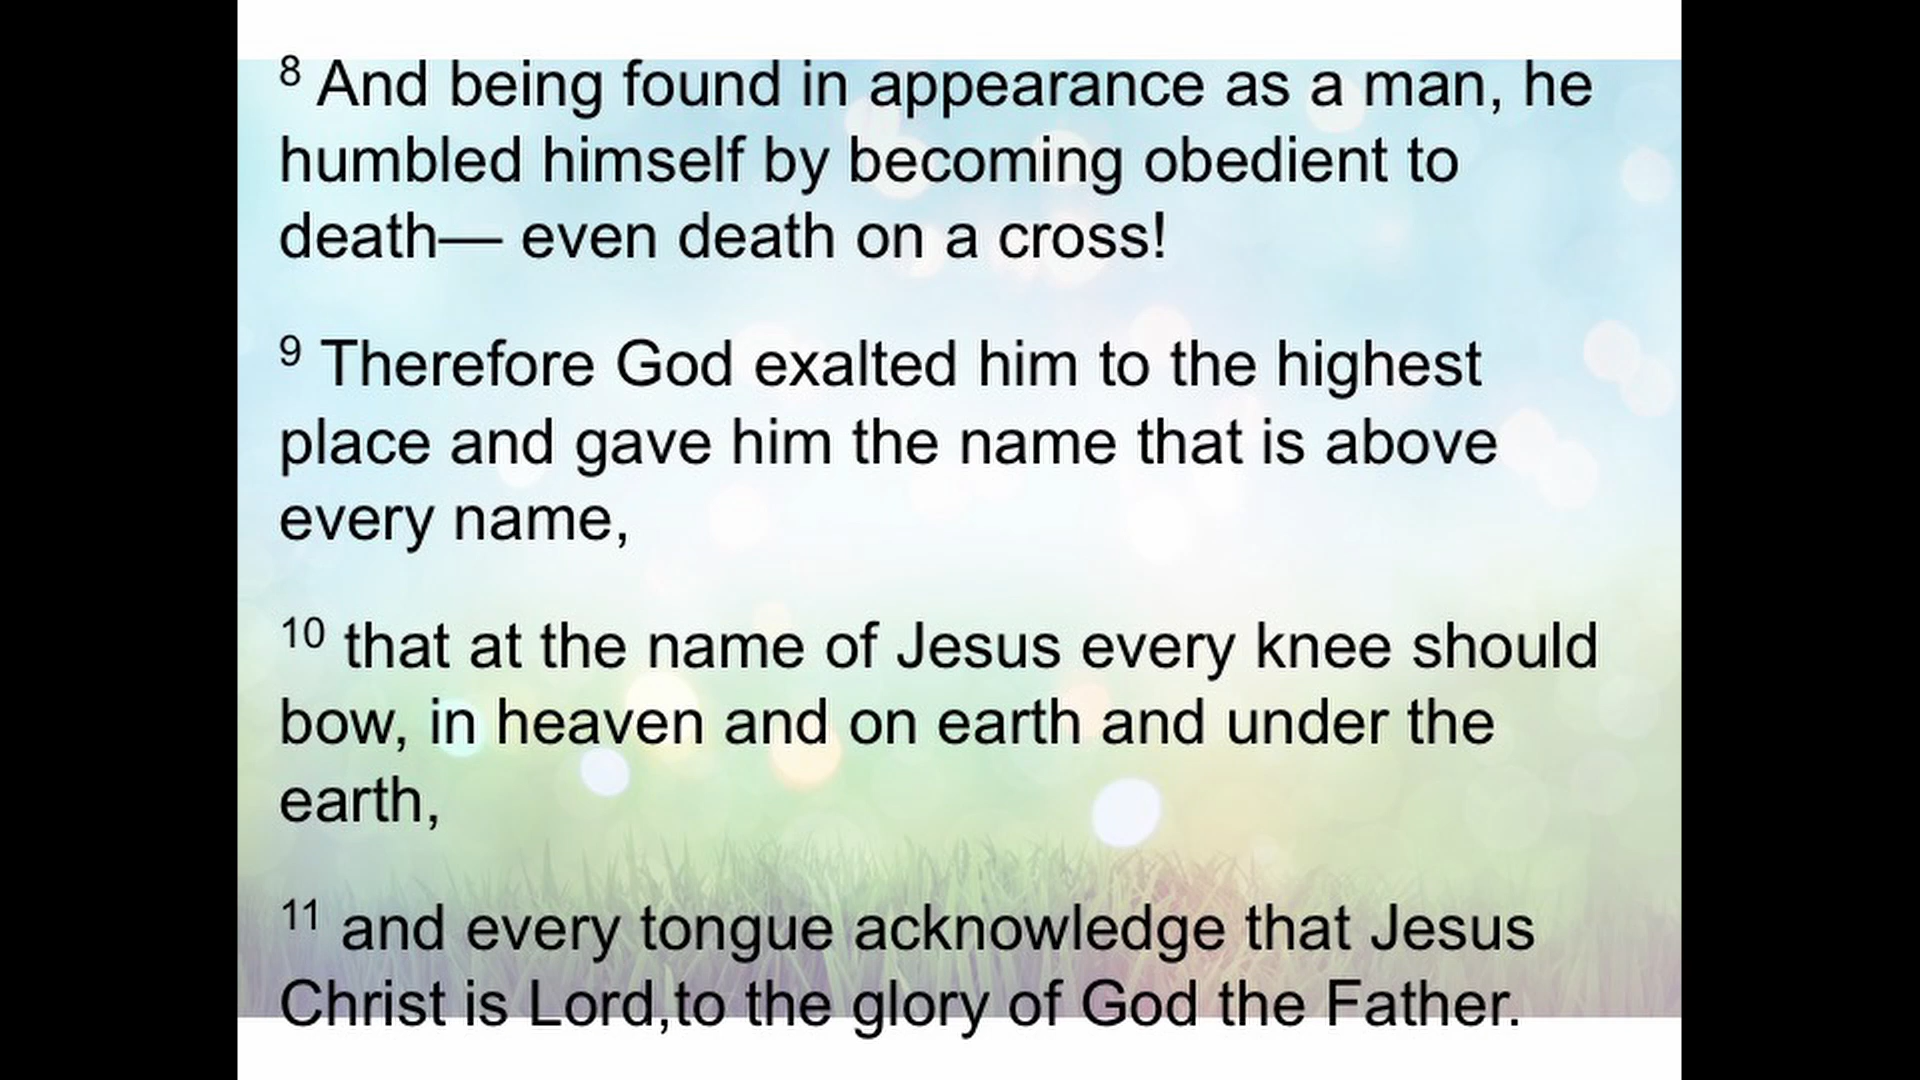 8 And being found in appearance as a man, he
humbled himself by becoming obedient to
death— even death on a cross!
9 Therefore God exalted him to the highest
place and gave him the name that is above
every name,
10 that at the name of Jesus every knee should
bow, in heaven and on earth and under the
earth,
11 and every tongue acknowledge that Jesus
Christ is Lord,to the glory of God the Father.